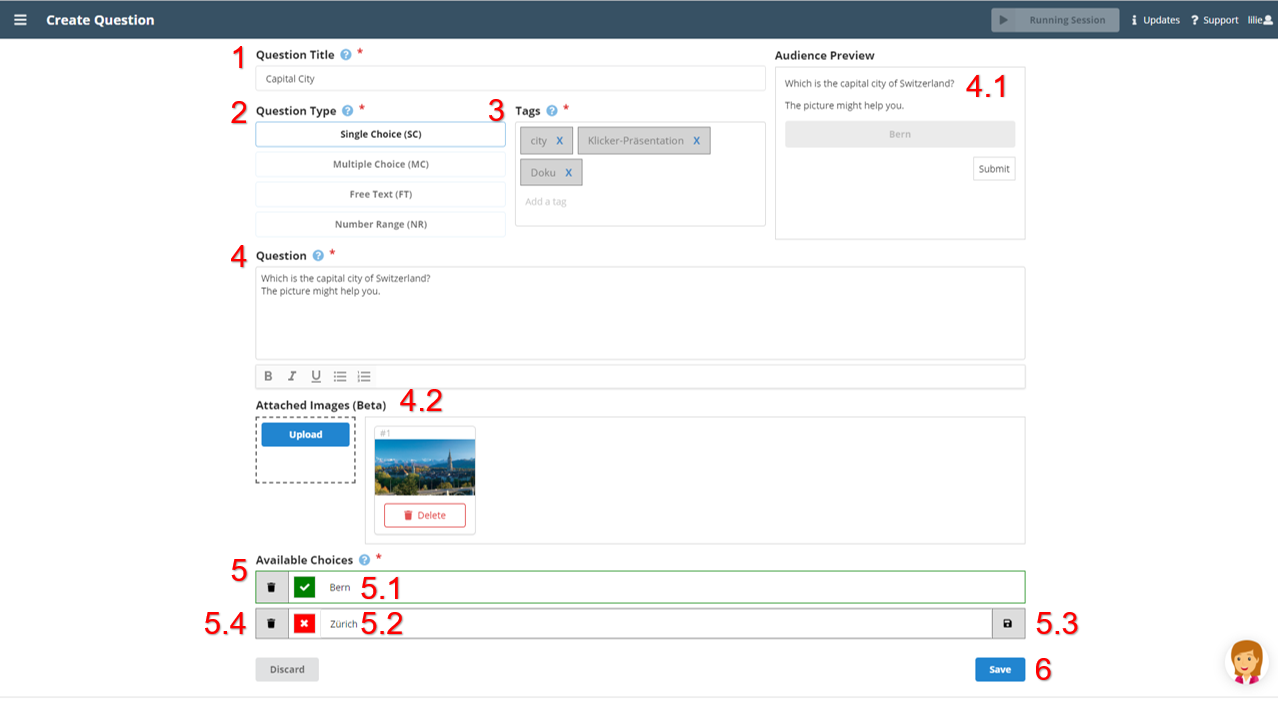 Create Question
Running Session
Updates
? Support
lilie
1 Question Title ? *
Capital City
2 Question Type ? *
Single Choice (SC)
Multiple Choice (MC)
Free Text (FT)
Number Range (NR)
3 Tags ? *
city X
Klicker-Präsentation X
Doku X
Add a tag
Audience Preview
Which is the capital city of Switzerland? 4.1
The picture might help you.
Bern
Submit
4 Question ? *
Which is the capital city of Switzerland?
The picture might help you.
B I U
Attached Images (Beta) 4.2
Upload
#1
Delete
5 Available Choices ? *
Bern 5.1
5.4 Zürich 5.2 5.3
Discard
Save 6